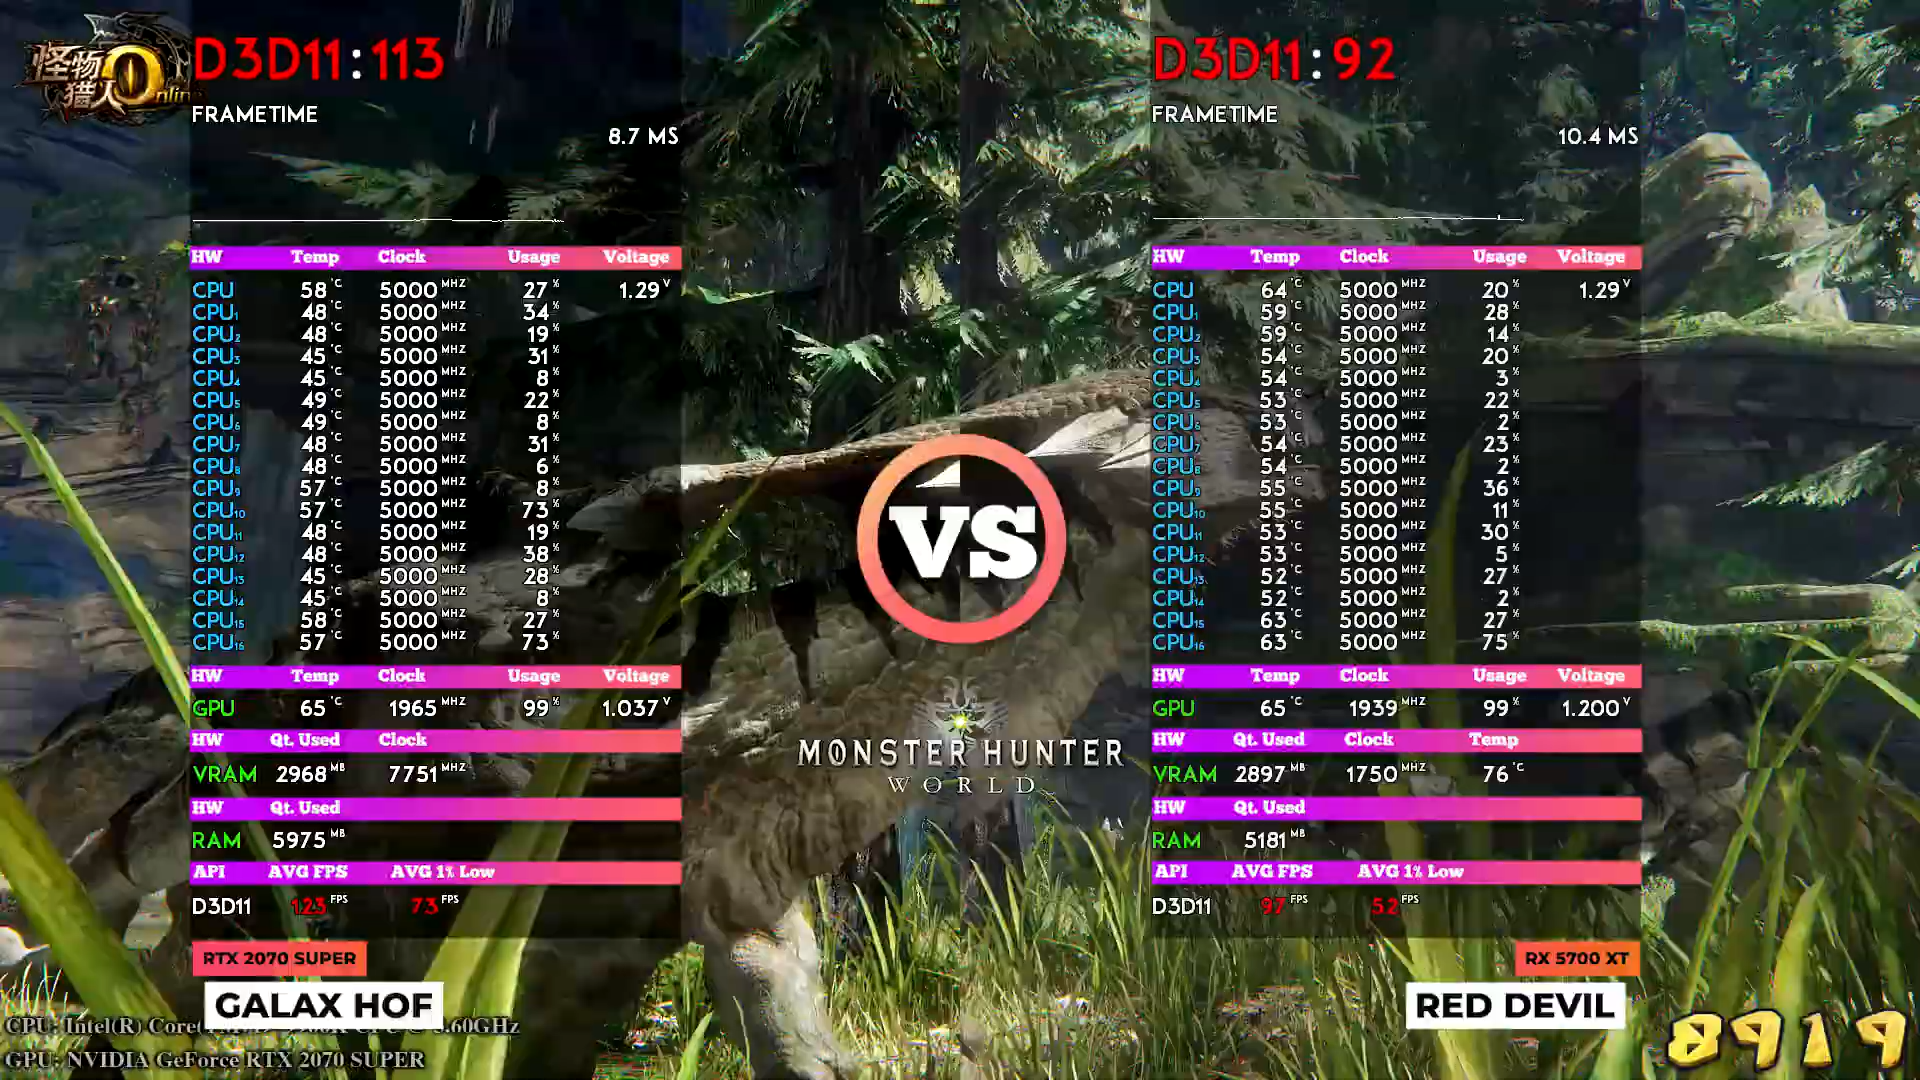 怪物猎人Online
D3D11:113
FRAMETIME
8.7 MS
HW Temp Clock Usage Voltage
CPU 58°C 5000 MHZ 27% 1.29 V
CPU1 48°C 5000 MHZ 34%
CPU2 48°C 5000 MHZ 19%
CPU3 45°C 5000 MHZ 31%
CPU4 45°C 5000 MHZ 8%
CPU5 49°C 5000 MHZ 22%
CPU6 49°C 5000 MHZ 8%
CPU7 48°C 5000 MHZ 31%
CPU8 48°C 5000 MHZ 6%
CPU9 57°C 5000 MHZ 8%
CPU10 57°C 5000 MHZ 73%
CPU11 48°C 5000 MHZ 19%
CPU12 48°C 5000 MHZ 38%
CPU13 45°C 5000 MHZ 28%
CPU14 45°C 5000 MHZ 8%
CPU15 58°C 5000 MHZ 27%
CPU16 57°C 5000 MHZ 73%
HW Temp Clock Usage Voltage
GPU 65°C 1965 MHZ 99% 1.037 V
HW Qt. Used Clock
VRAM 2968 MB 7751 MHZ
HW Qt. Used
RAM 5975 MB
API AVG FPS AVG 1% Low
D3D11 123 FPS 73 FPS
RTX 2070 SUPER
GALAX HOF
CPU: Intel(R) Core( .60GHz
GPU: NVIDIA GeForce RTX 2070 SUPER
VS
MONSTER HUNTER
WORLD
D3D11:92
FRAMETIME
10.4 MS
HW Temp Clock Usage Voltage
CPU 64°C 5000 MHZ 20% 1.29 V
CPU1 59°C 5000 MHZ 28%
CPU2 59°C 5000 MHZ 14%
CPU3 54°C 5000 MHZ 20%
CPU4 54°C 5000 MHZ 3%
CPU5 53°C 5000 MHZ 22%
CPU6 53°C 5000 MHZ 2%
CPU7 54°C 5000 MHZ 23%
CPU8 54°C 5000 MHZ 2%
CPU9 55°C 5000 MHZ 36%
CPU10 55°C 5000 MHZ 11%
CPU11 53°C 5000 MHZ 30%
CPU12 53°C 5000 MHZ 5%
CPU13 52°C 5000 MHZ 27%
CPU14 52°C 5000 MHZ 2%
CPU15 63°C 5000 MHZ 27%
CPU16 63°C 5000 MHZ 75%
HW Temp Clock Usage Voltage
GPU 65°C 1939 MHZ 99% 1.200 V
HW Qt. Used Clock Temp
VRAM 2897 MB 1750 MHZ 76°C
HW Qt. Used
RAM 5181 MB
API AVG FPS AVG 1% Low
D3D11 97 FPS 52 FPS
RX 5700 XT
RED DEVIL
8919